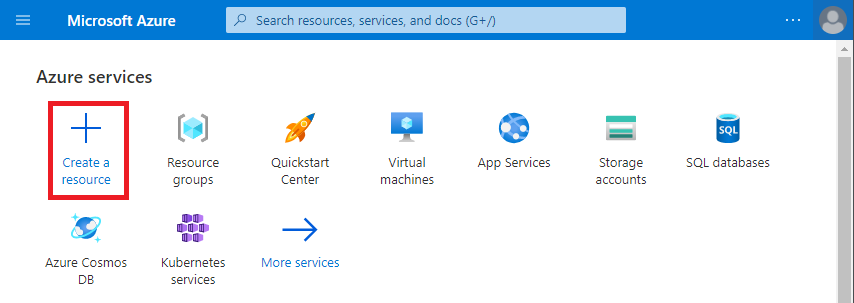 Microsoft Azure
Search resources, services, and docs (G+/)
...
Azure services
Create a
resource
Resource
groups
Quickstart
Center
Virtual
machines
App Services
Storage
accounts
SQL
SQL databases
Azure Cosmos
DB
Kubernetes
services
More services